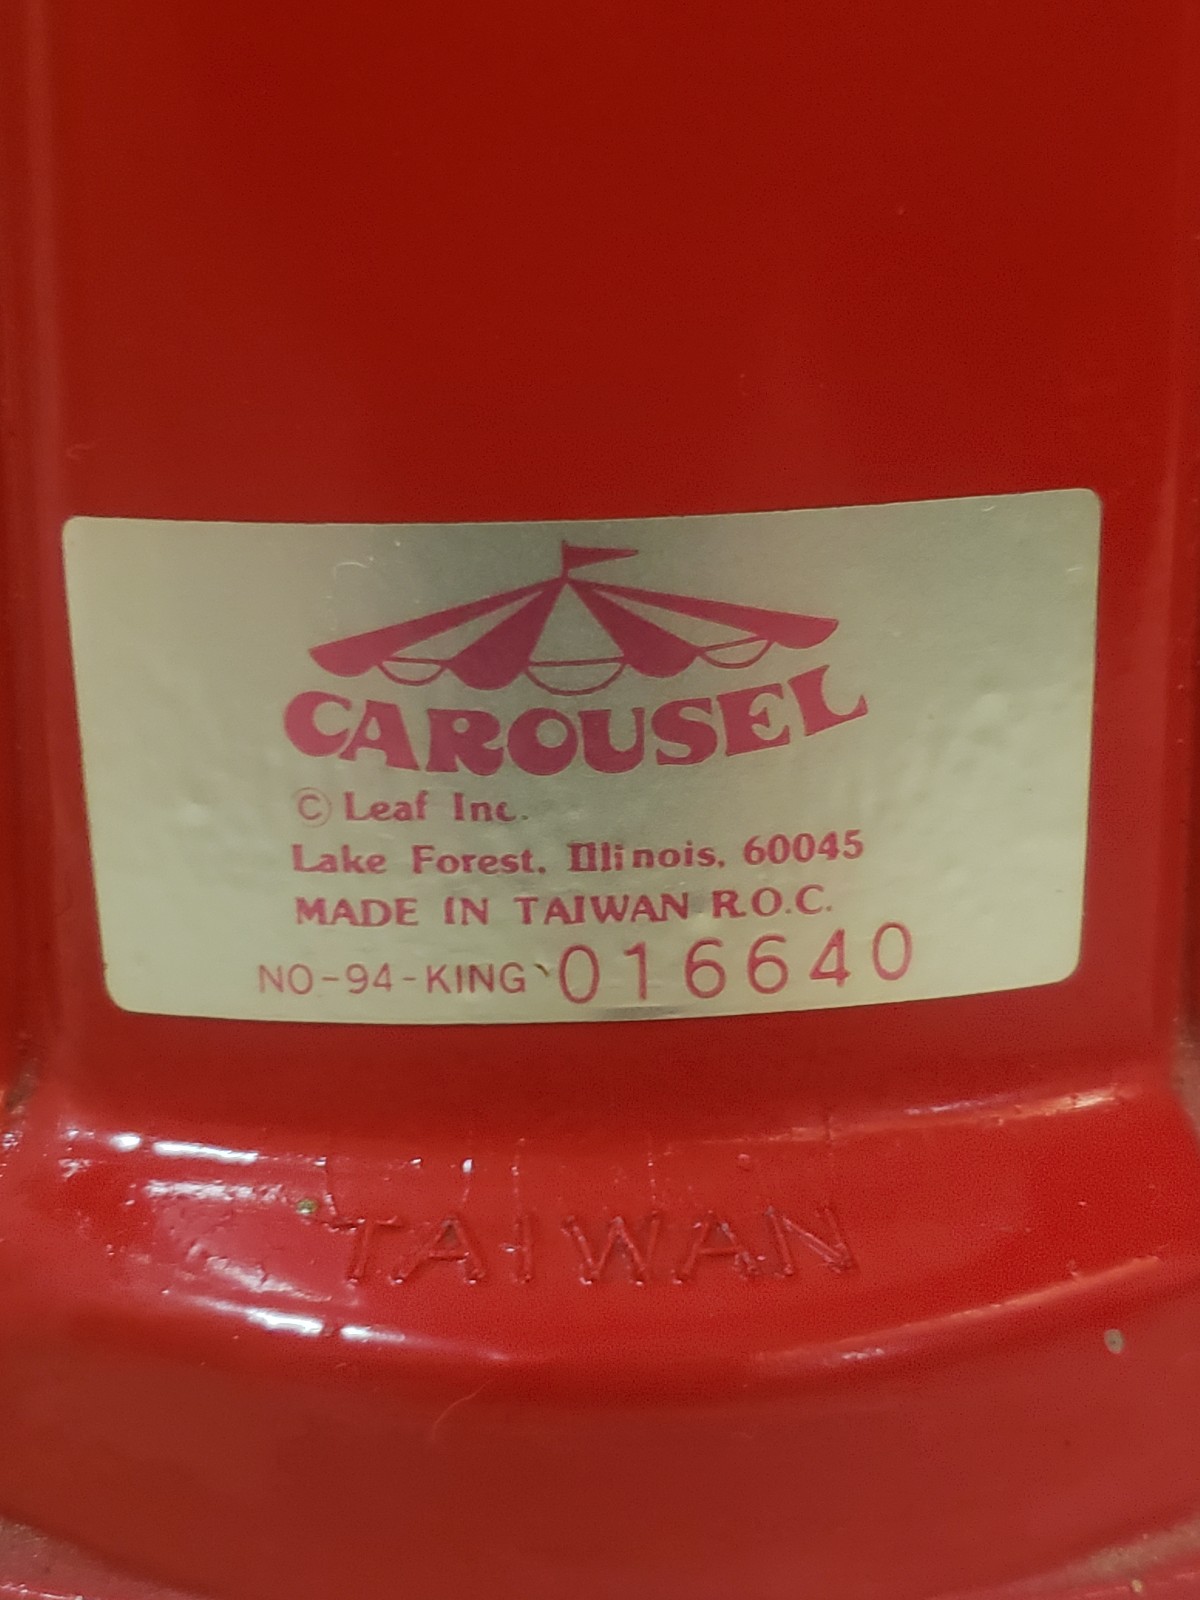 CAROUSEL
© Leaf Inc.
Lake Forest, Illinois, 60045
MADE IN TAIWAN R.O.C.
NO-94-KING 016640
TAIWAN